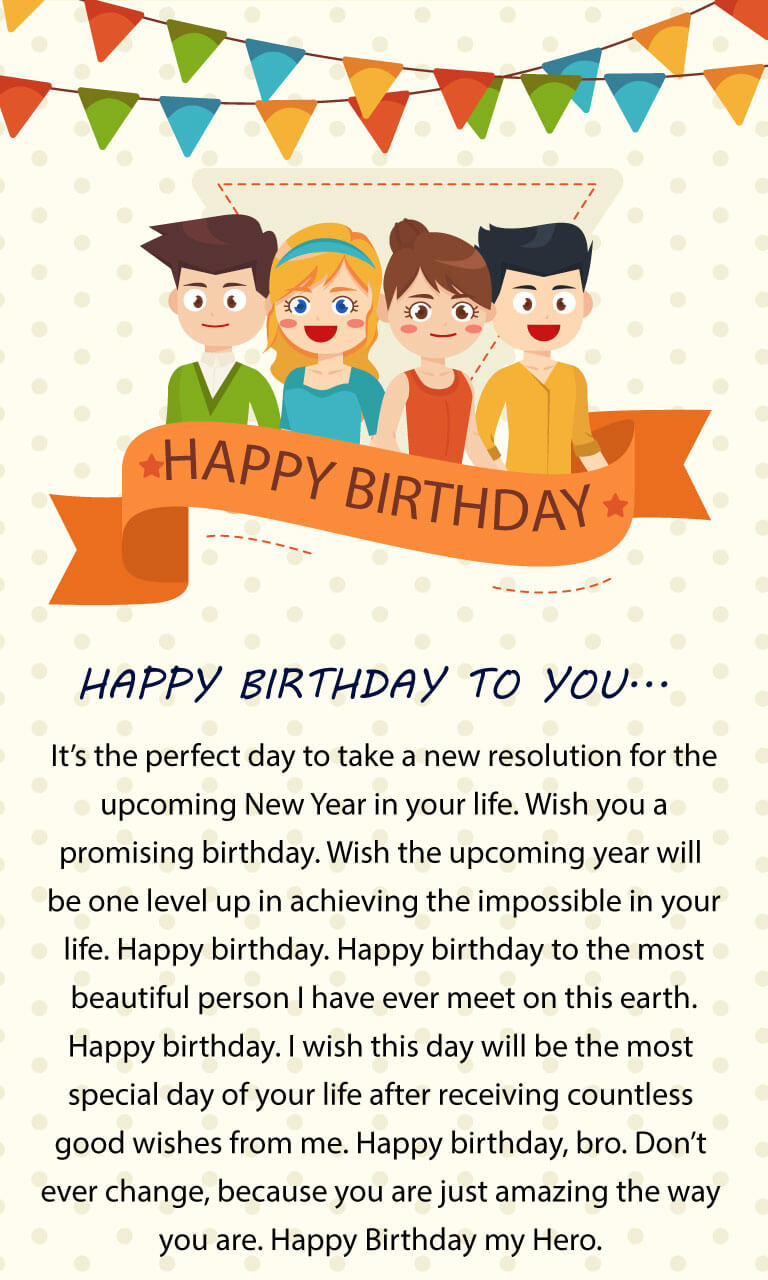 HAPPY BIRTHDAY
HAPPY BIRTHDAY TO YOU...
It's the perfect day to take a new resolution for the
upcoming New Year in your life. Wish you a
promising birthday. Wish the upcoming year will
be one level up in achieving the impossible in your
life. Happy birthday. Happy birthday to the most
beautiful person I have ever meet on this earth.
Happy birthday. I wish this day will be the most
special day of your life after receiving countless
good wishes from me. Happy birthday, bro. Don't
ever change, because you are just amazing the way
you are. Happy Birthday my Hero.